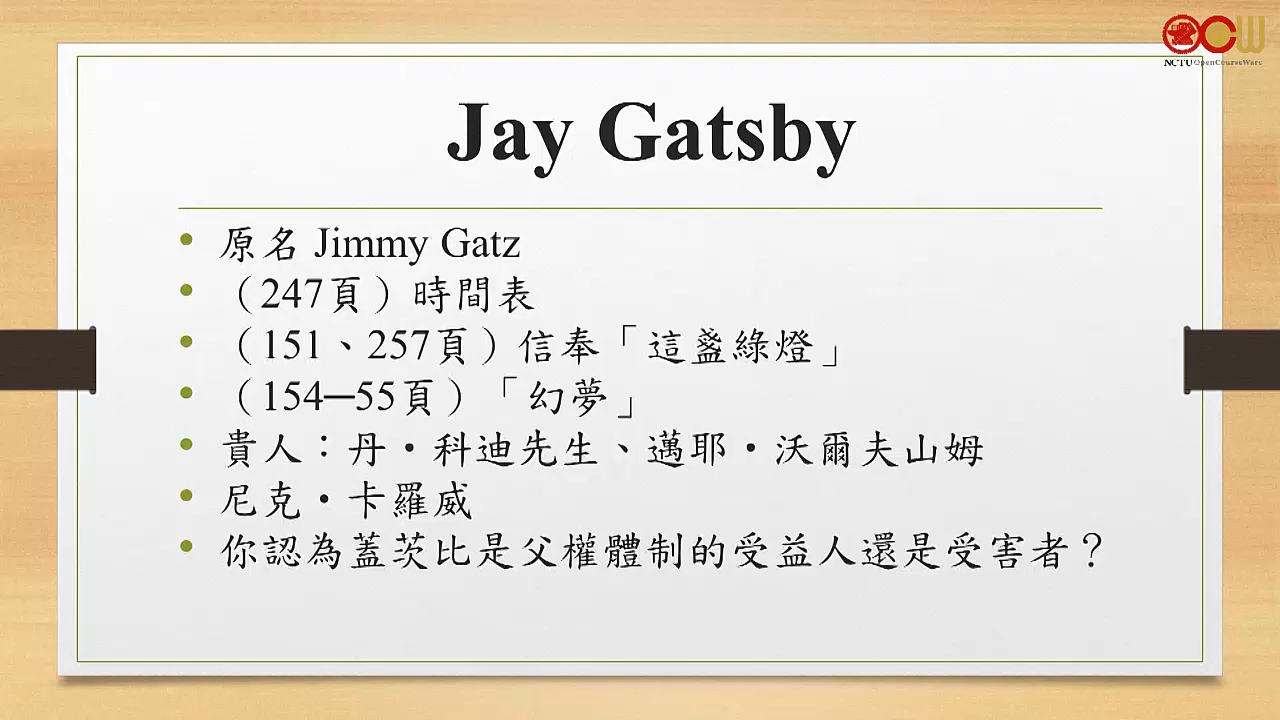 OCW
NCTU OpenCourseWare
Jay Gatsby
• 原名 Jimmy Gatz
• （247頁）時間表
• （151、257頁）信奉「這盞綠燈」
• （154─55頁）「幻夢」
• 貴人：丹・科迪先生、邁耶・沃爾夫山姆
• 尼克・卡羅威
• 你認為蓋茨比是父權體制的受益人還是受害者？